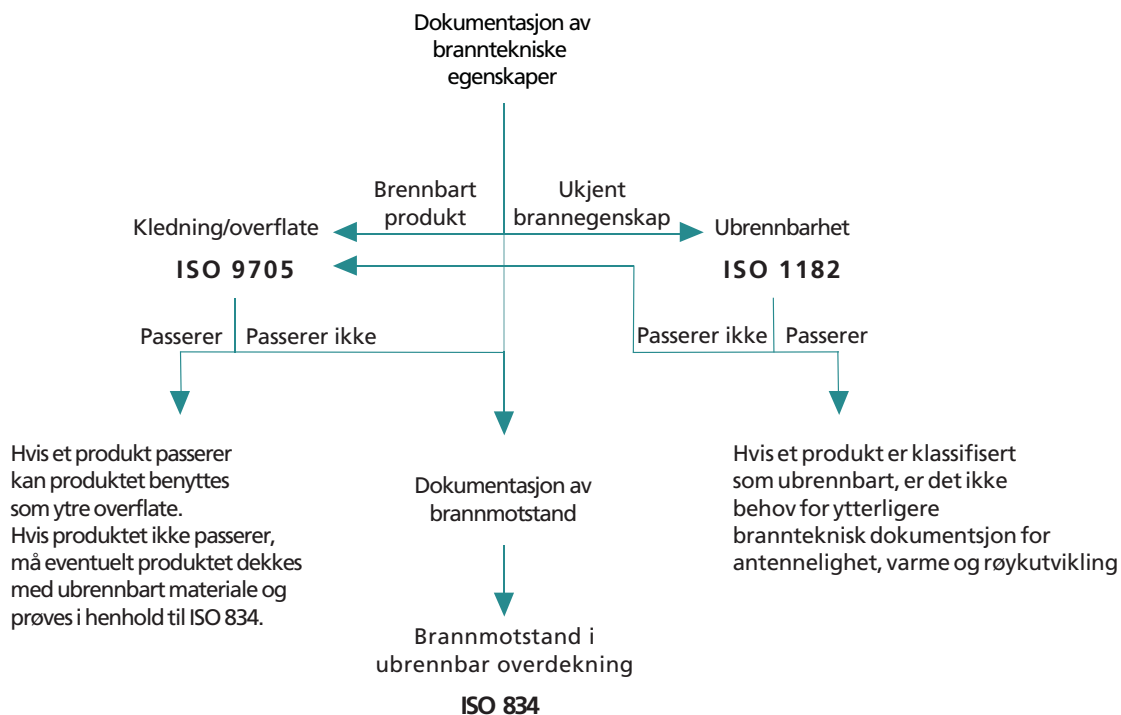 Dokumentasjon av
branntekniske
egenskaper
Brennbart
produkt
Ukjent
brannegenskap
Kledning/overflate
ISO 9705
Ubrennbarhet
ISO 1182
Passerer
Passerer ikke
Passerer ikke
Passerer
Hvis et produkt passerer
kan produktet benyttes
som ytre overflate.
Hvis produktet ikke passerer,
må eventuelt produktet dekkes
med ubrennbart materiale og
prøves i henhold til ISO 834.
Dokumentasjon av
brannmotstand
Hvis et produkt er klassifisert
som ubrennbart, er det ikke
behov for ytterligere
brannteknisk dokumentsjon for
antennelighet, varme og røykutvikling
Brannmotstand i
ubrennbar overdekning
ISO 834